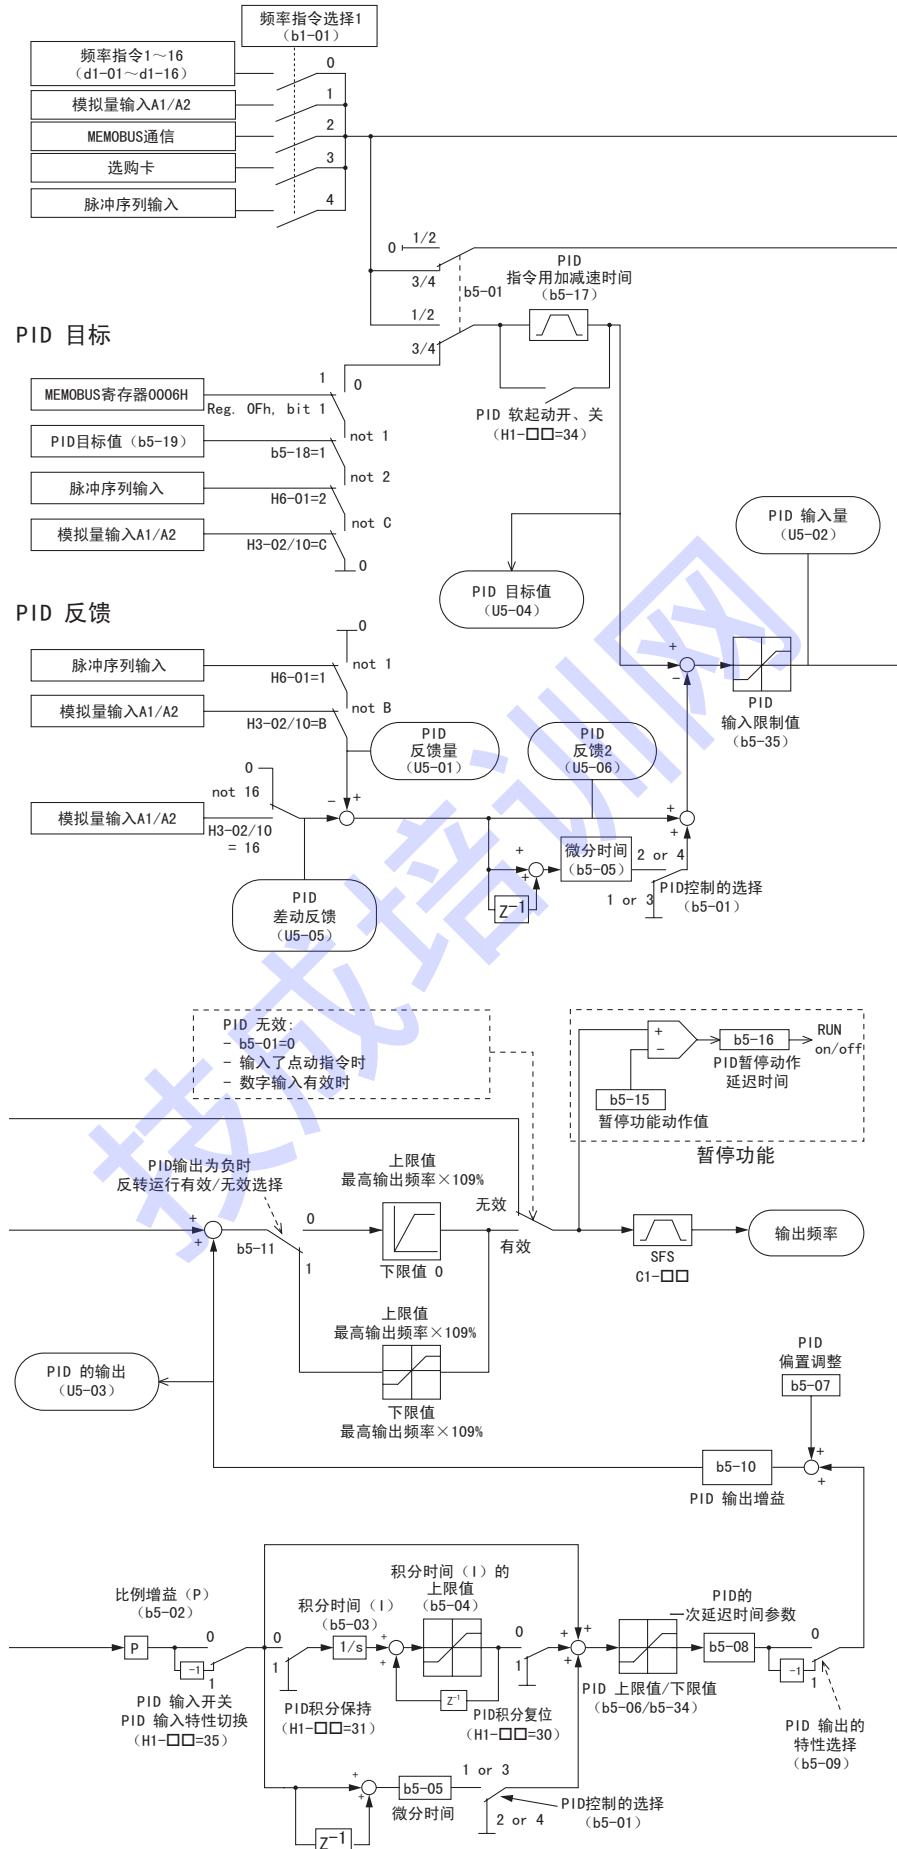 频率指令选择1
(b1-01)
频率指令1～16
(d1-01～d1-16)
0
模拟量输入A1/A2
1
MEMOBUS通信
2
选购卡
3
脉冲序列输入
4
0
1/2
3/4
b5-01
PID
指令用加减速时间
(b5-17)
1/2
3/4
PID 软起动开、关
(H1-□□=34)
PID 目标
MEMOBUS寄存器0006H
1
0
Reg. 0Fh, bit 1
not 1
PID目标值 (b5-19)
b5-18=1
not 2
脉冲序列输入
H6-01=2
not C
模拟量输入A1/A2
H3-02/10=C
0
PID 目标值
(U5-04)
PID 输入量
(U5-02)
PID 反馈
0
脉冲序列输入
not 1
H6-01=1
模拟量输入A1/A2
not B
H3-02/10=B
PID
反馈量
(U5-01)
PID
反馈2
(U5-06)
+
−
PID
输入限制值
(b5-35)
0
not 16
模拟量输入A1/A2
H3-02/10
= 16
−
+
+
+
PID
差动反馈
(U5-05)
+
+
Z⁻¹
微分时间
(b5-05)
2 or 4
1 or 3
PID控制的选择
(b5-01)
PID 无效:
- b5-01=0
- 输入了点动指令时
- 数字输入有效时
+
−
b5-16
RUN
on/off
PID暂停动作
延迟时间
b5-15
暂停功能动作值
暂停功能
PID输出为负时
反转运行有效/无效选择
上限值
最高输出频率×109%
无效
有效
+
+
b5-11
0
1
下限值 0
SFS
C1-□□
输出频率
上限值
最高输出频率×109%
下限值
最高输出频率×109%
PID 的输出
(U5-03)
PID
偏置调整
b5-07
b5-10
PID 输出增益
+
+
比例增益 (P)
(b5-02)
P
-1
0
1
PID 输入开关
PID 输入特性切换
(H1-□□=35)
积分时间 (I)
(b5-03)
0
1
1/s
PID积分保持
(H1-□□=31)
积分时间 (I) 的
上限值
(b5-04)
+
+
Z⁻¹
0
1
PID积分复位
(H1-□□=30)
+
+
+
PID 上限值/下限值
(b5-06/b5-34)
PID的
一次延迟时间参数
b5-08
-1
0
1
PID 输出的
特性选择
(b5-09)
+
+
Z⁻¹
b5-05
微分时间
1 or 3
2 or 4
PID控制的选择
(b5-01)
技成培训网